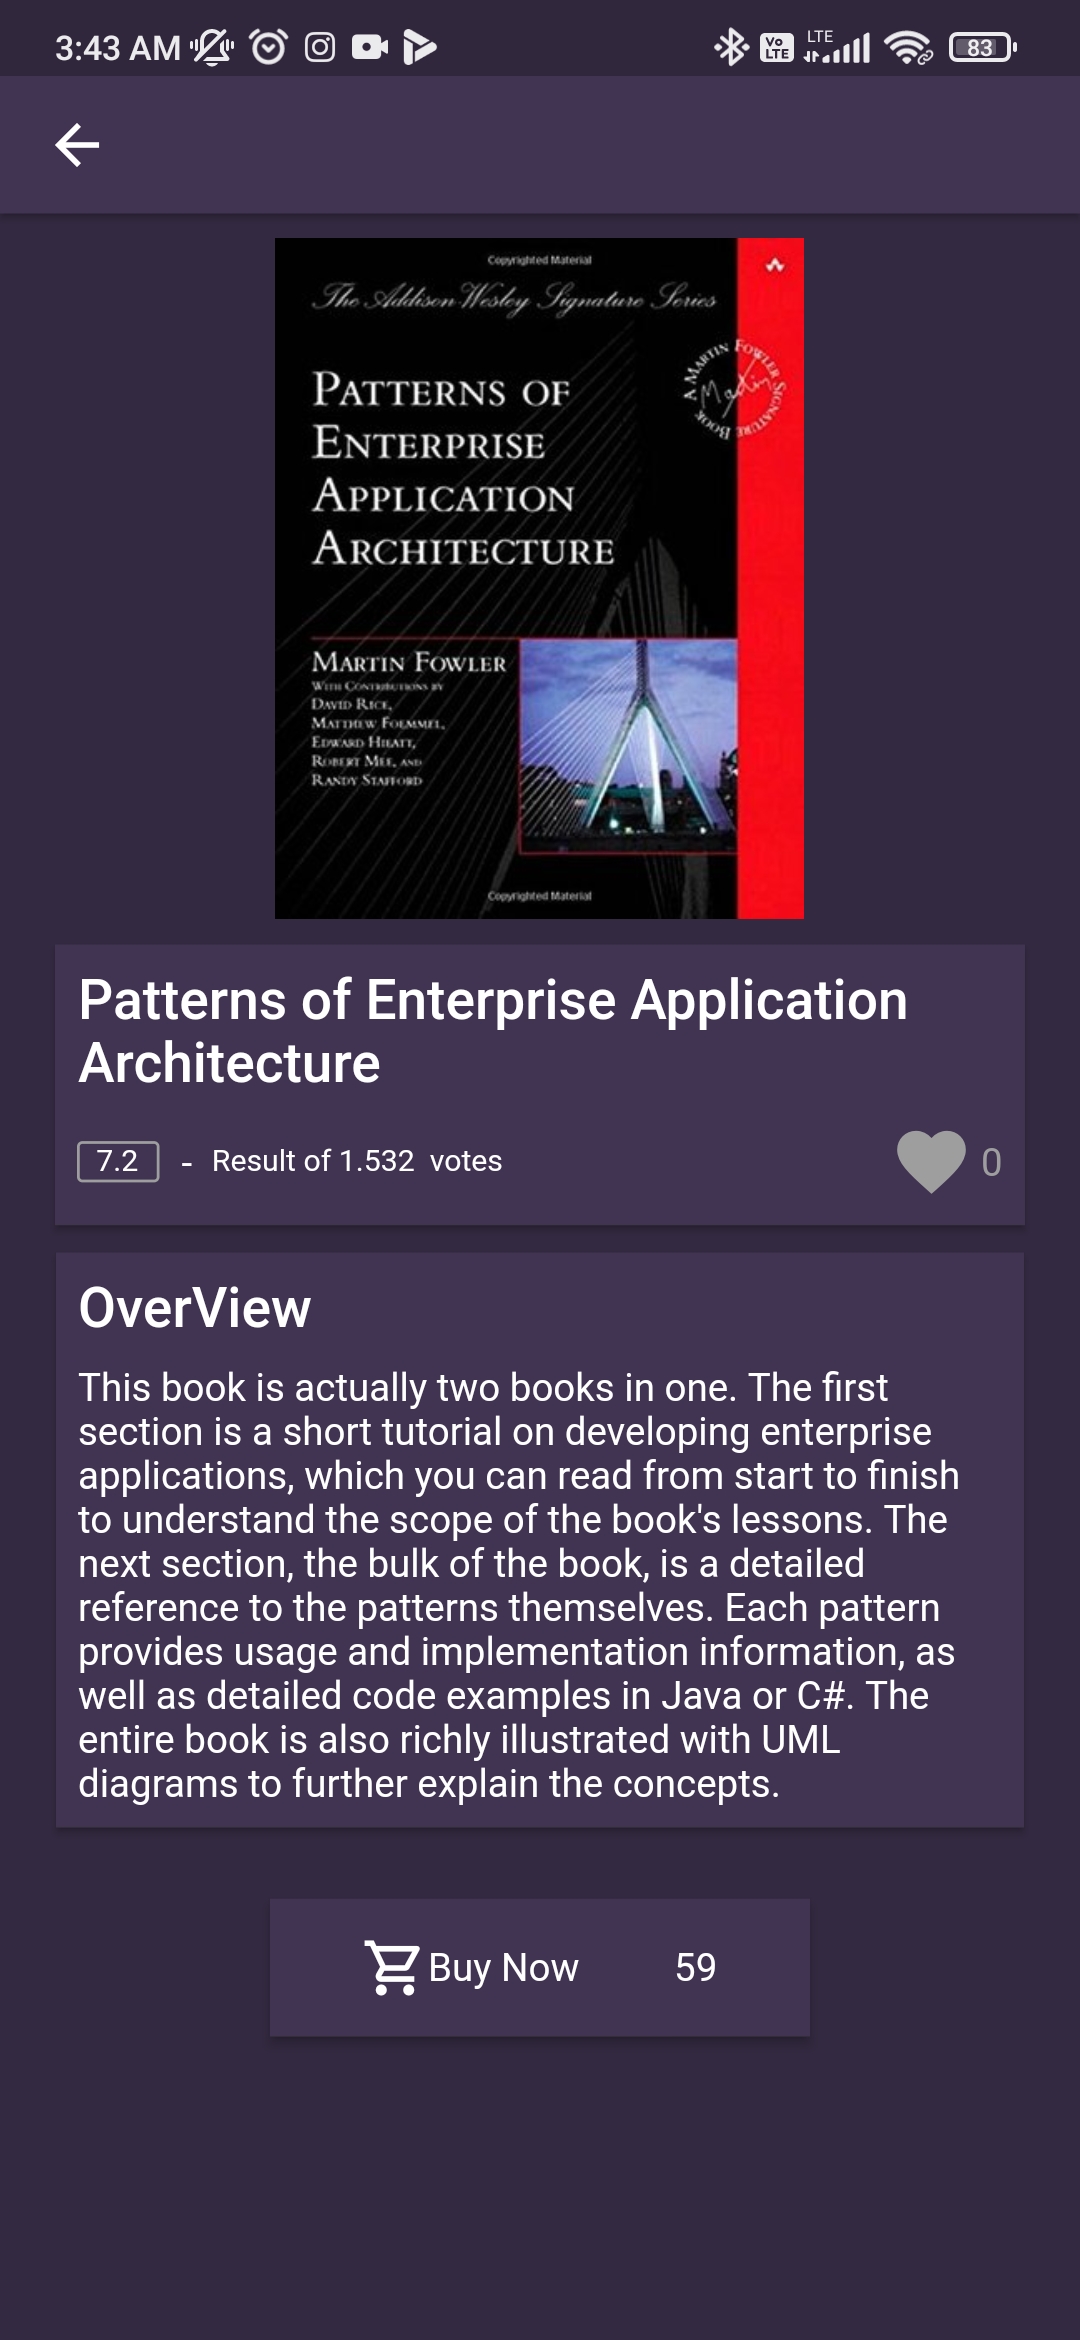 3:43 AM
Vo
LTE
LTE
83
Copyrighted Material
The Addison-Wesley Signature Series
A MARTIN FOWLER SIGNATURE BOOK
Martin
PATTERNS OF
ENTERPRISE
APPLICATION
ARCHITECTURE
MARTIN FOWLER
WITH CONTRIBUTIONS BY
DAVID RICE,
MATTHEW FOEMMEL,
EDWARD HIEATT,
ROBERT MEE, AND
RANDY STAFFORD
Copyrighted Material
Patterns of Enterprise Application
Architecture
7.2 - Result of 1.532 votes
0
OverView
This book is actually two books in one. The first
section is a short tutorial on developing enterprise
applications, which you can read from start to finish
to understand the scope of the book's lessons. The
next section, the bulk of the book, is a detailed
reference to the patterns themselves. Each pattern
provides usage and implementation information, as
well as detailed code examples in Java or C#. The
entire book is also richly illustrated with UML
diagrams to further explain the concepts.
Buy Now 59